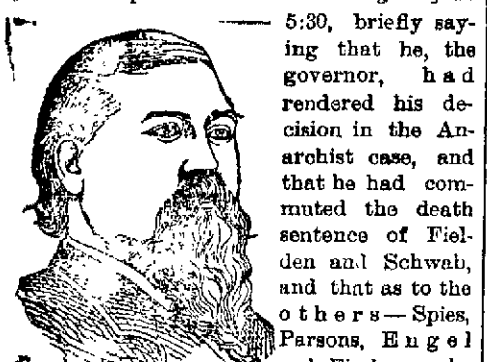 5:30, briefly say-
ing that he, the
governor, had
rendered his de-
cision in the An-
archist case, and
that he had com-
muted the death
sentence of Fiel-
den and Schwab,
and that as to the
others—Spies,
Parsons, Engel